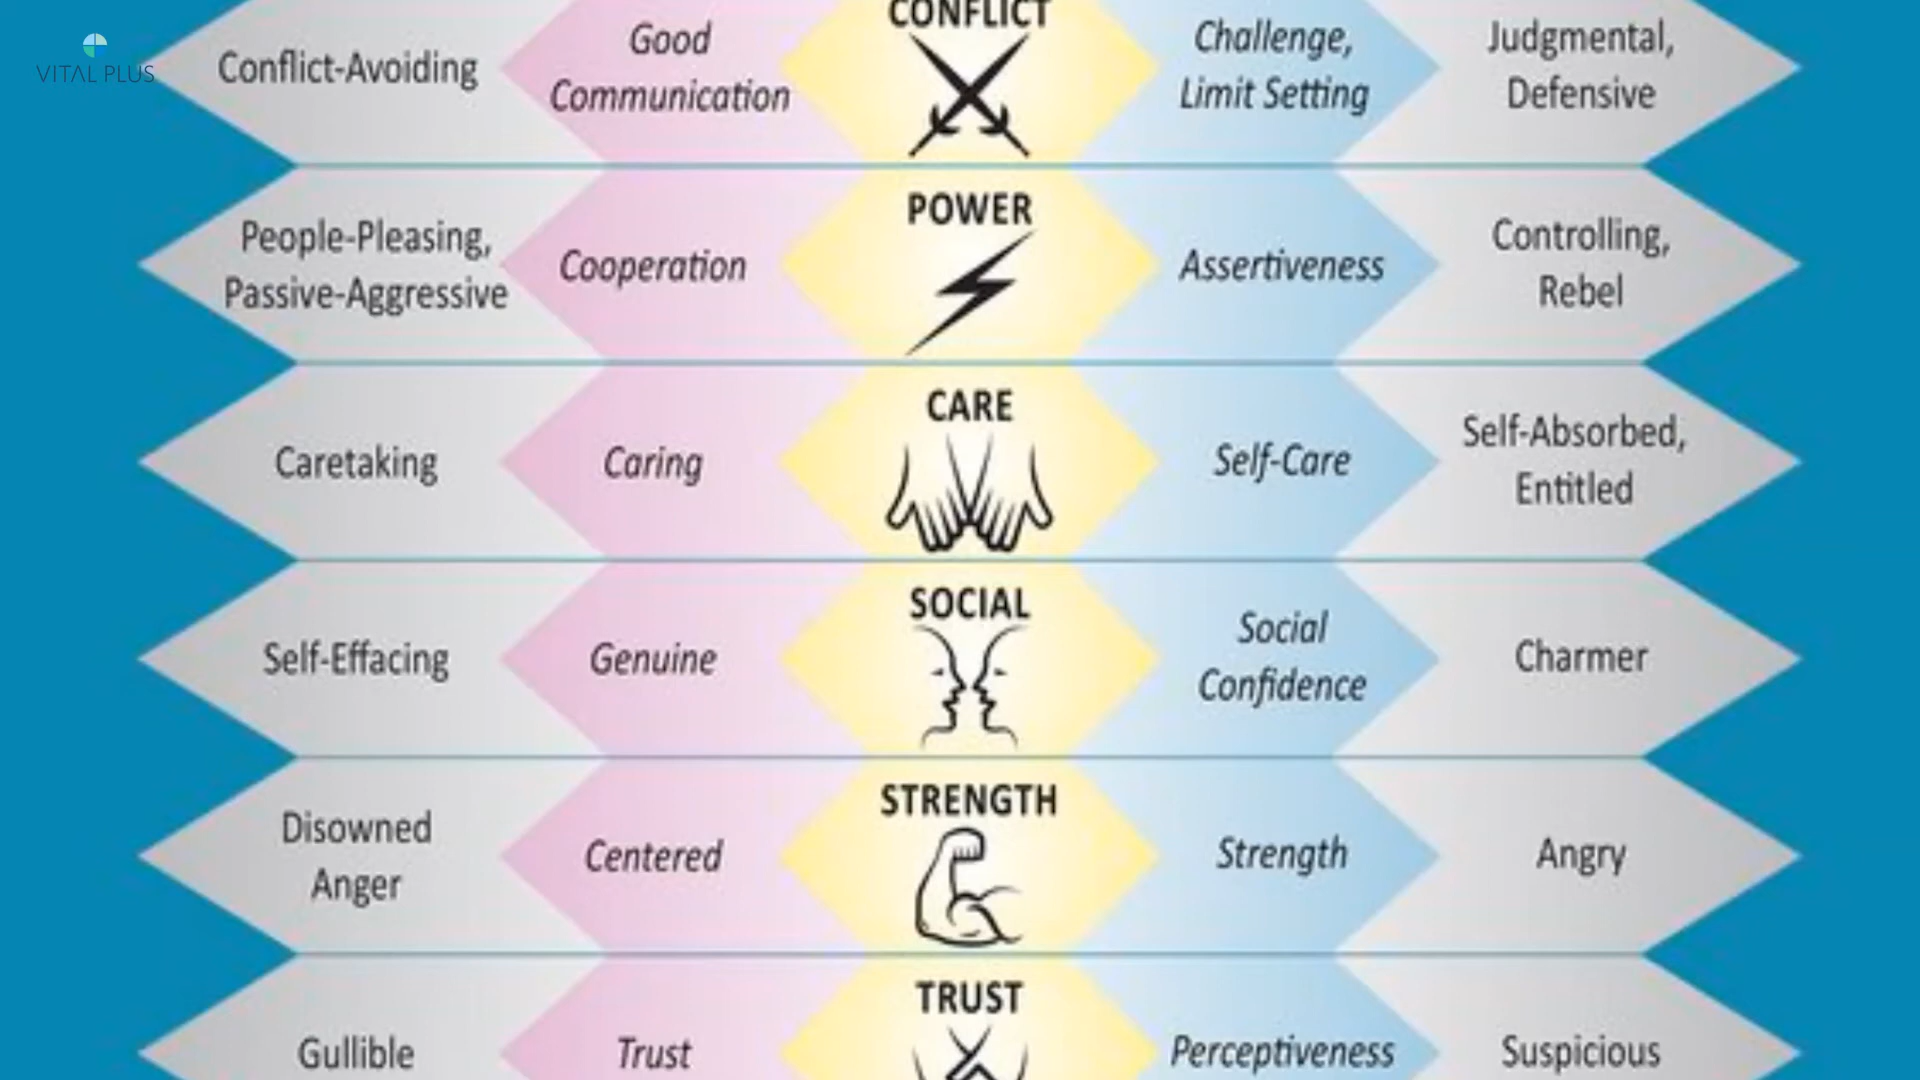 VITAL PLUS
Conflict-Avoiding
Good
Communication
CONFLICT
Challenge,
Limit Setting
Judgmental,
Defensive
People-Pleasing,
Passive-Aggressive
Cooperation
POWER
Assertiveness
Controlling,
Rebel
Caretaking
Caring
CARE
Self-Care
Self-Absorbed,
Entitled
Self-Effacing
Genuine
SOCIAL
Social
Confidence
Charmer
Disowned
Anger
Centered
STRENGTH
Strength
Angry
Gullible
Trust
TRUST
Perceptiveness
Suspicious